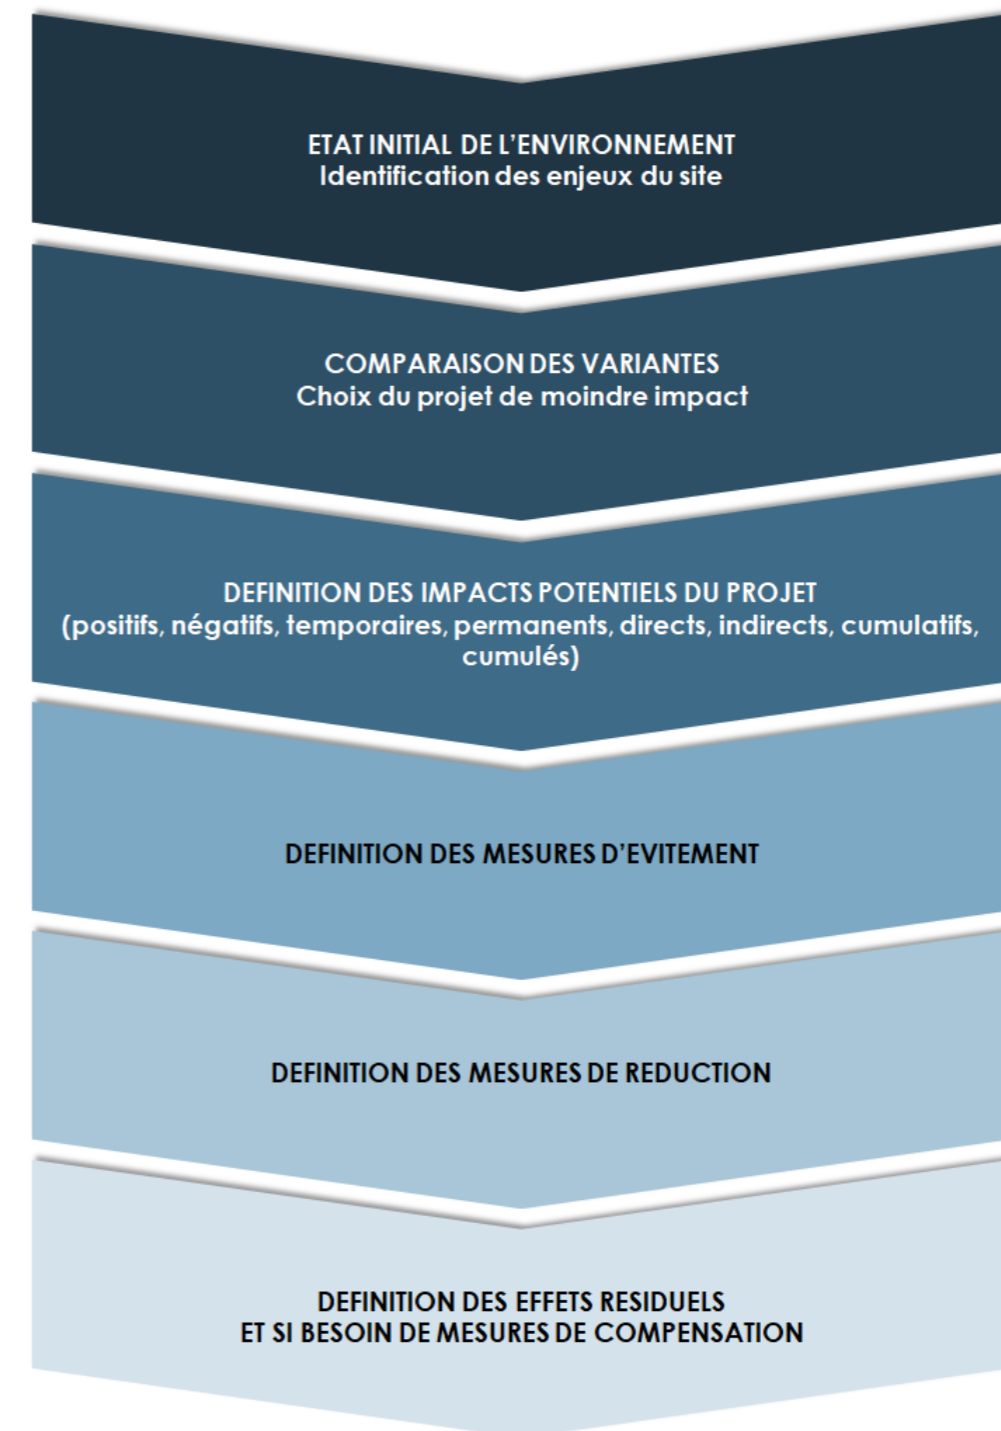 ETAT INITIAL DE L'ENVIRONNEMENT
Identification des enjeux du site
COMPARAISON DES VARIANTES
Choix du projet de moindre impact
DEFINITION DES IMPACTS POTENTIELS DU PROJET
(positifs, négatifs, temporaires, permanents, directs, indirects, cumulatifs,
cumulés)
DEFINITION DES MESURES D'EVITEMENT
DEFINITION DES MESURES DE REDUCTION
DEFINITION DES EFFETS RESIDUELS
ET SI BESOIN DE MESURES DE COMPENSATION